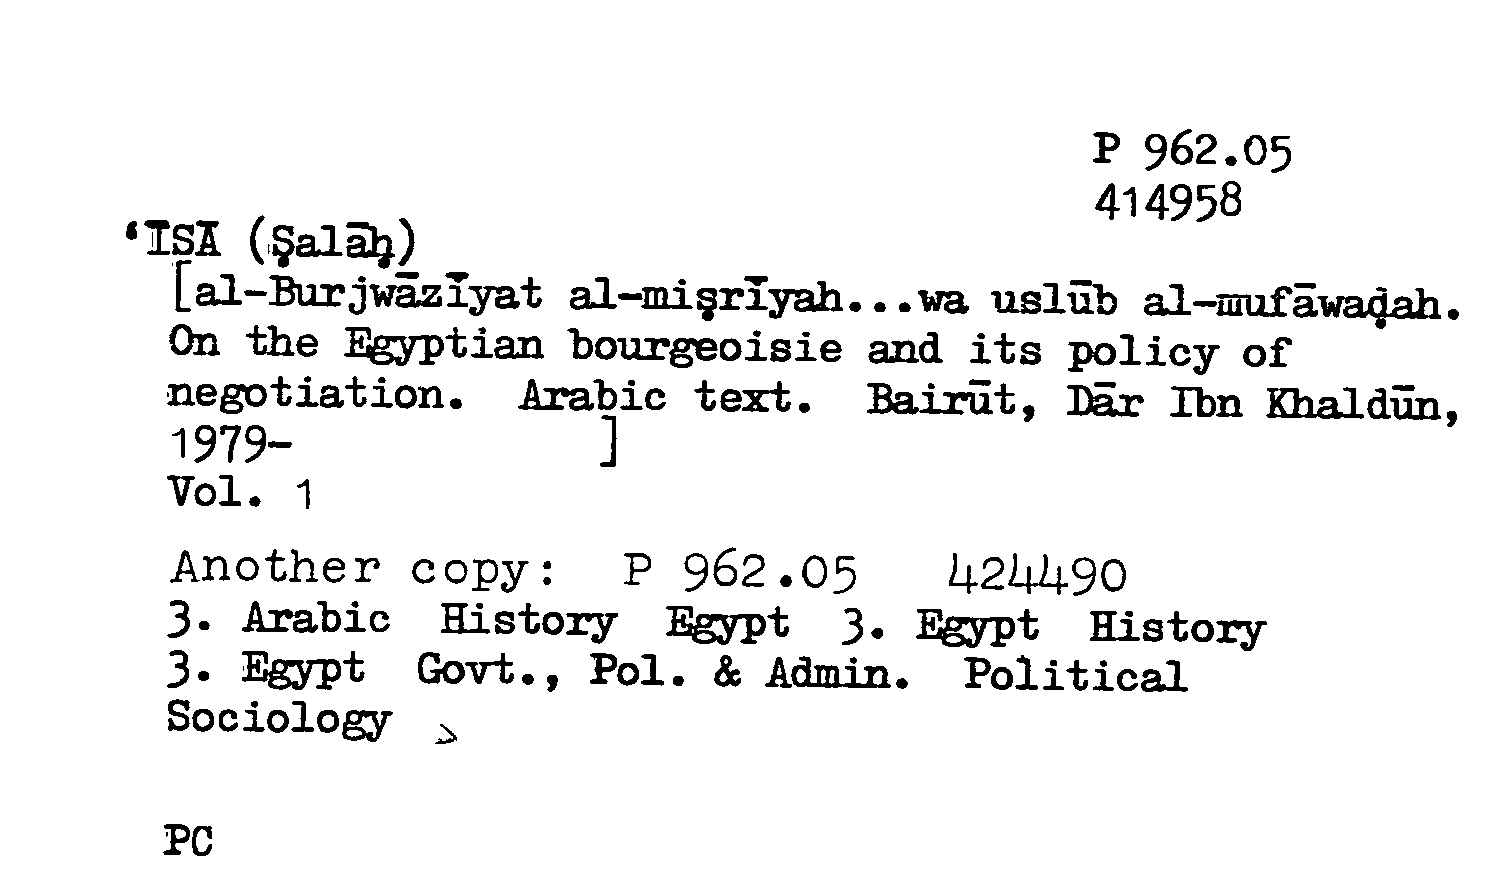 P 962.05
414958
‘ĪSĀ (Ṣalāḥ)
[al-Burjwāzīyat al-miṣrīyah...wa uslūb al-mufāwaḍah.
On the Egyptian bourgeoisie and its policy of
negotiation. Arabic text. Bairūt, Dār Ibn Khaldūn,
1979- ]
Vol. 1
Another copy: P 962.05 424490
3. Arabic History Egypt 3. Egypt History
3. Egypt Govt., Pol. & Admin. Political
Sociology
PC